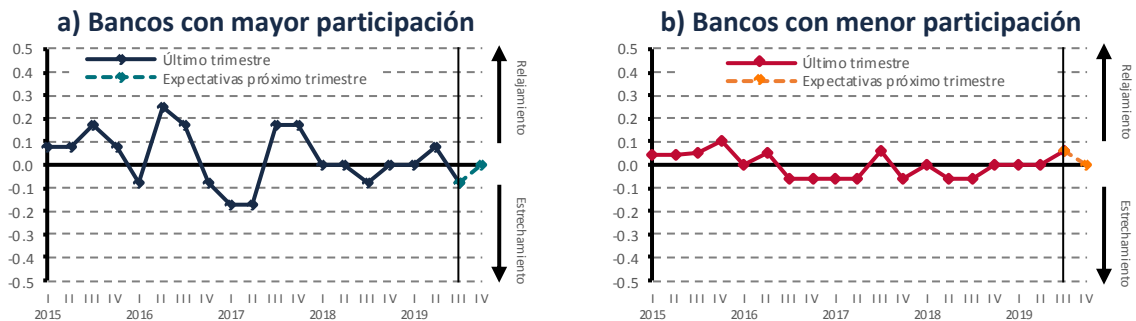 a) Bancos con mayor participación
0.5
0.4
0.3
0.2
0.1
0.0
-0.1
-0.2
-0.3
-0.4
-0.5
Último trimestre
Expectativas próximo trimestre
Relajamiento
Estrechamiento
I II III IV I II III IV I II III IV I II III IV I II III IV
2015 2016 2017 2018 2019
b) Bancos con menor participación
0.5
0.4
0.3
0.2
0.1
0.0
-0.1
-0.2
-0.3
-0.4
-0.5
Último trimestre
Expectativas próximo trimestre
Relajamiento
Estrechamiento
I II III IV I II III IV I II III IV I II III IV I II III IV
2015 2016 2017 2018 2019